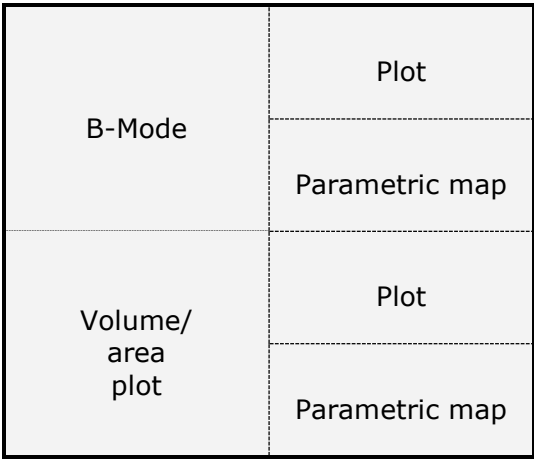 B-Mode
Plot
Parametric map
Volume/
area
plot
Plot
Parametric map